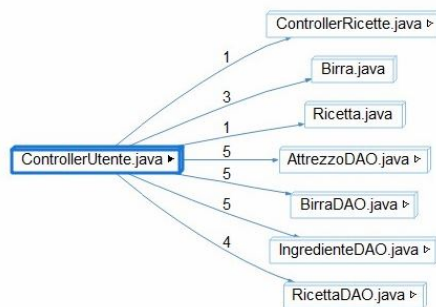 ControllerRicette.java
1
Birra.java
3
Ricetta.java
1
ControllerUtente.java
5
AttrezzoDAO.java
5
BirraDAO.java
5
IngredienteDAO.java
4
RicettaDAO.java